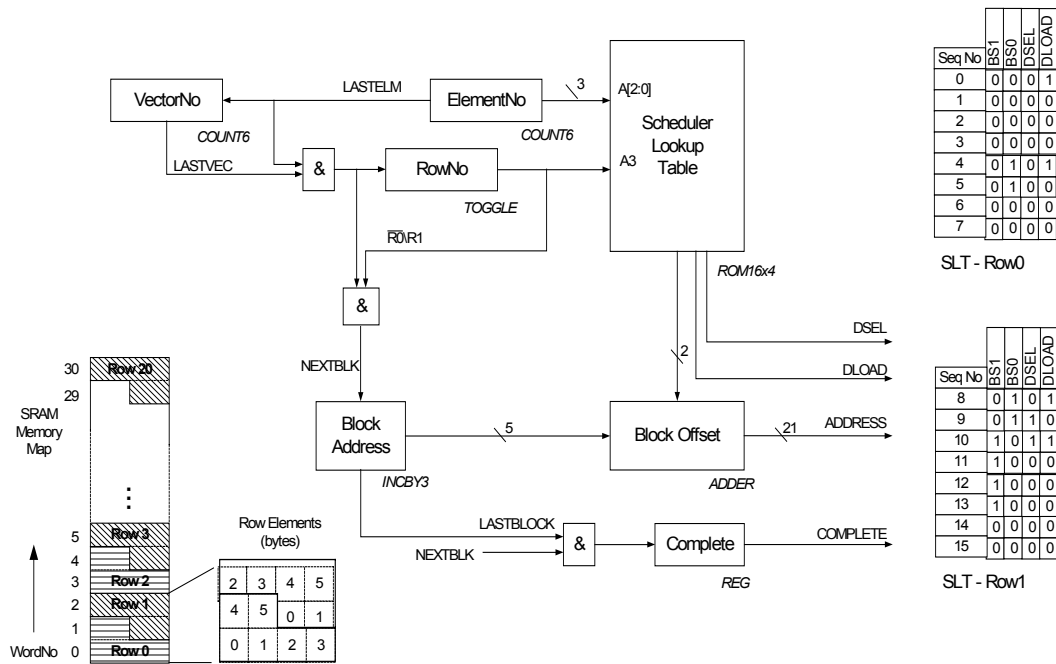 LASTELM
VectorNo
ElementNo
3
A[2:0]
COUNT6
COUNT6
Scheduler
Lookup
Table
LASTVEC
&
RowNo
A3
TOGGLE
R0\R1
ROM16x4
&
DSEL
NEXTBLK
2
DLOAD
Block
Address
5
Block Offset
21
ADDRESS
INCBY3
ADDER
LASTBLOCK
NEXTBLK
&
Complete
COMPLETE
REG
SRAM
Memory
Map
30 Row 20
29
⋮
5 Row 3
4
3 Row 2
2 Row 1
1
WordNo 0 Row 0
Row Elements
(bytes)
2 3 4 5
4 5 0 1
0 1 2 3
Seq No BS1 BS0 DSEL DLOAD
0 0 0 0 1
1 0 0 0 0
2 0 0 0 0
3 0 0 0 0
4 0 1 0 1
5 0 1 0 0
6 0 0 0 0
7 0 0 0 0
SLT - Row0
Seq No BS1 BS0 DSEL DLOAD
8 0 1 0 1
9 0 1 1 0
10 1 0 1 1
11 1 0 0 0
12 1 0 0 0
13 1 0 0 0
14 0 0 0 0
15 0 0 0 0
SLT - Row1